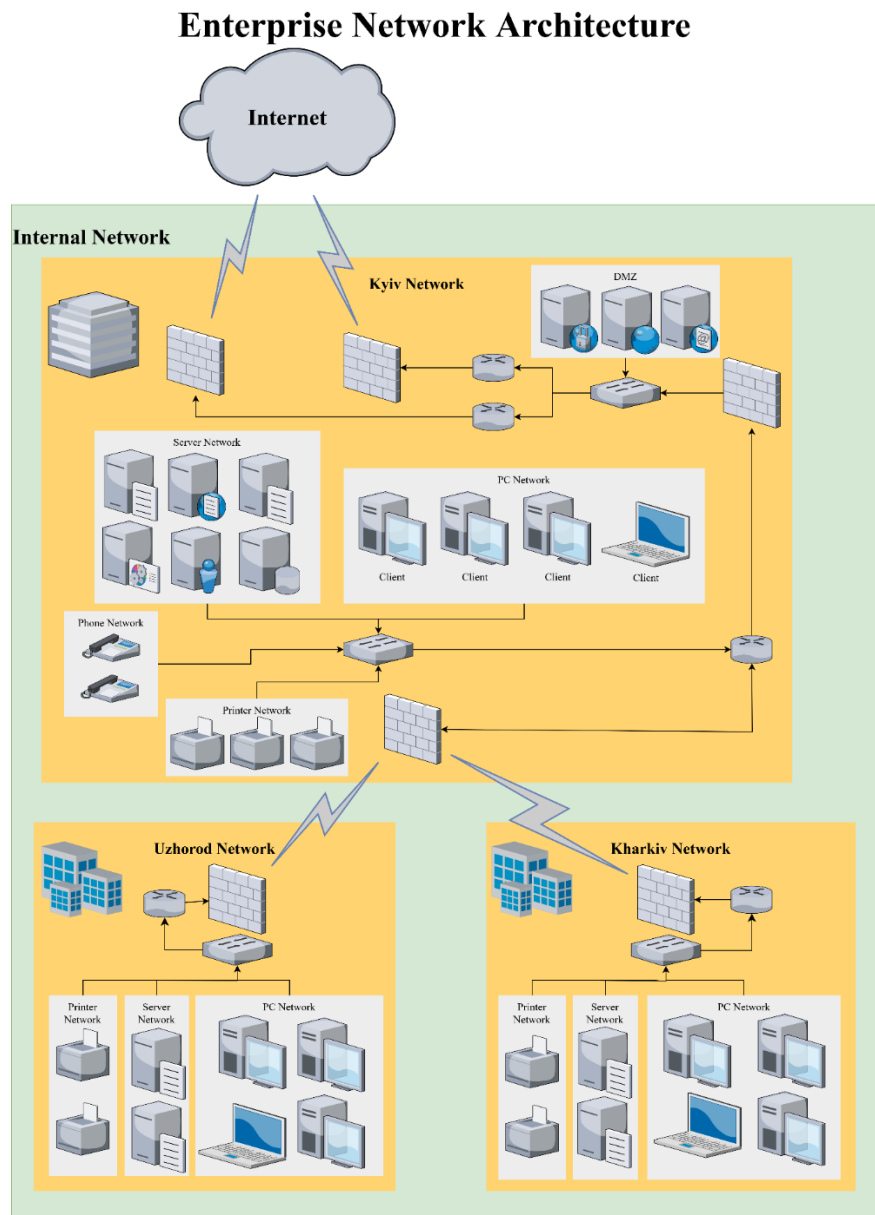 Enterprise Network Architecture
Internet
Internal Network
Kyiv Network
DMZ
@
Server Network
PC Network
Client
Client
Client
Client
Phone Network
Printer Network
Uzhorod Network
Printer
Network
Server
Network
PC Network
Kharkiv Network
Printer
Network
Server
Network
PC Network